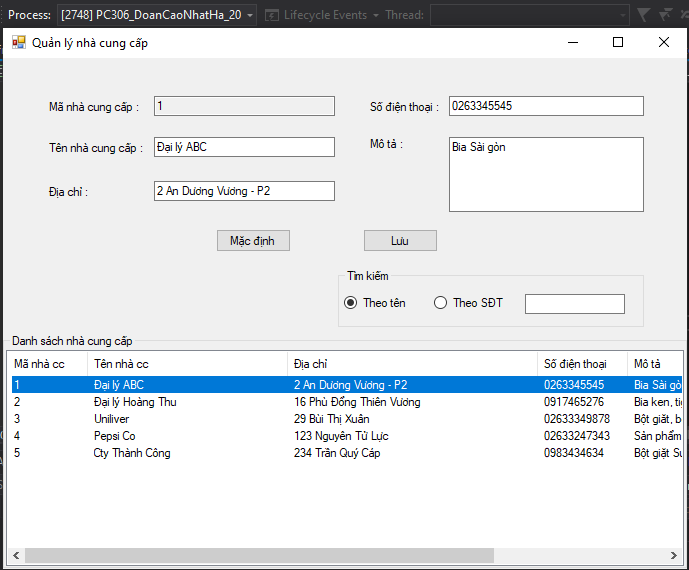 Process: [2748] PC306_DoanCaoNhatHa_20 Lifecycle Events Thread:
Quản lý nhà cung cấp
Mã nhà cung cấp : 1 Số điện thoại : 0263345545
Tên nhà cung cấp : Đại lý ABC Mô tả : Bia Sài gòn
Địa chỉ : 2 An Dương Vương - P2
Mặc định Lưu
Tìm kiếm
Theo tên Theo SĐT
Danh sách nhà cung cấp
Mã nhà cc Tên nhà cc Địa chỉ Số điện thoại Mô tả
1 Đại lý ABC 2 An Dương Vương - P2 0263345545 Bia Sài gò
2 Đại lý Hoàng Thu 16 Phù Đổng Thiên Vương 0917465276 Bia ken, tig
3 Uniliver 29 Bùi Thị Xuân 02633349878 Bột giăt, b
4 Pepsi Co 123 Nguyên Tử Lực 02633247343 Sản phẩm
5 Cty Thành Công 234 Trần Quý Cáp 0983434634 Bột giặt Su